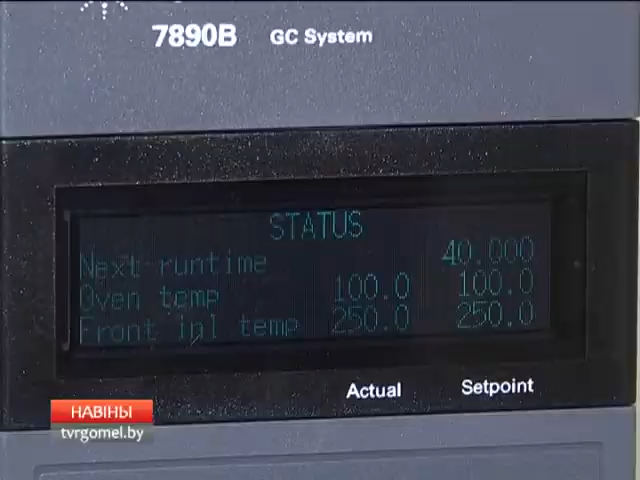 7890B GC System
STATUS
Next runtime 40.000
Oven temp 100.0 100.0
Front inl temp 250.0 250.0
Actual Setpoint
НАВІНЫ
tvrgomel.by